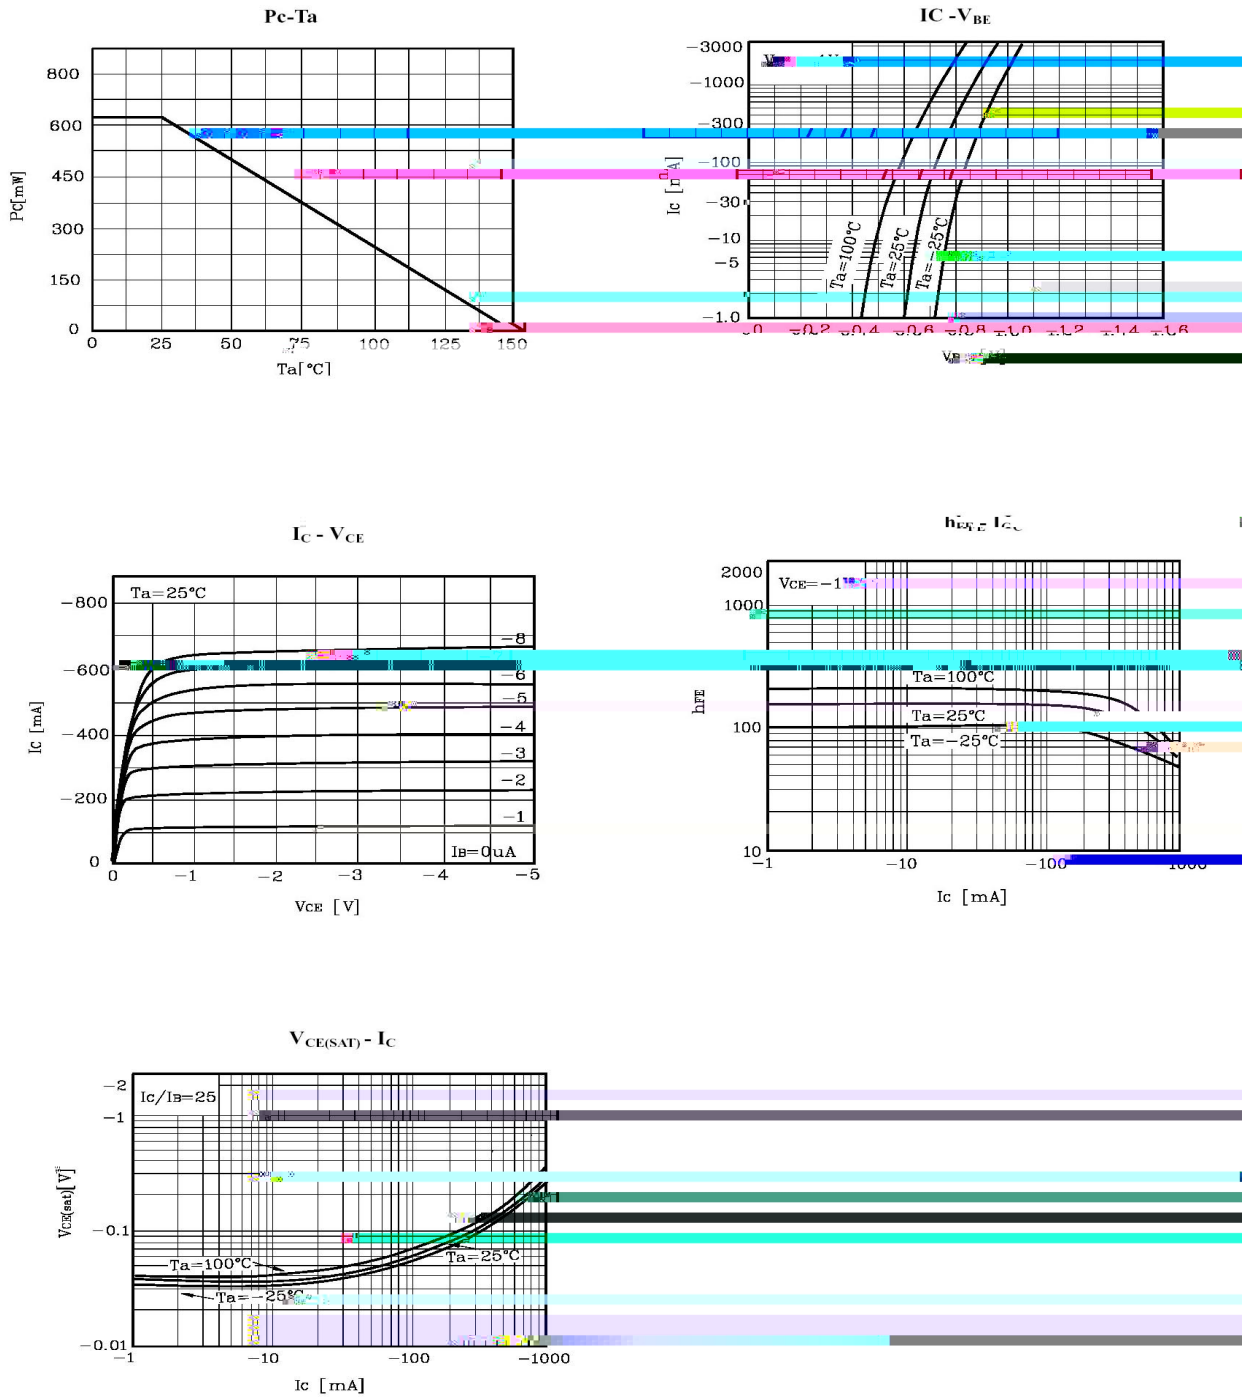 Pc-Ta
800
600
450
300
150
0
Pc[mW]
0 25 50 75 100 125 150
Ta[°C]
IC -VBE
-3000
-1000
-300
-100
-30
-10
-5
-1.0
Ta=100°C
Ta=25°C
Ta=-25°C
IC - VCE
Ta=25°C
-800
-600
-400
-200
0
Ic [mA]
-8
-6
-5
-4
-3
-2
-1
IB=0uA
0 -1 -2 -3 -4 -5
VCE [V]
2000
1000
100
10
hFE
VCE=-1
Ta=100°C
Ta=25°C
Ta=-25°C
-1 -10 -100
Ic [mA]
VCE(SAT) - IC
-2
-1
-0.1
-0.01
VCE(sat)[V]
Ic/IB=25
Ta=100°C
Ta=25°C
Ta=-25°C
-1 -10 -100 -1000
Ic [mA]